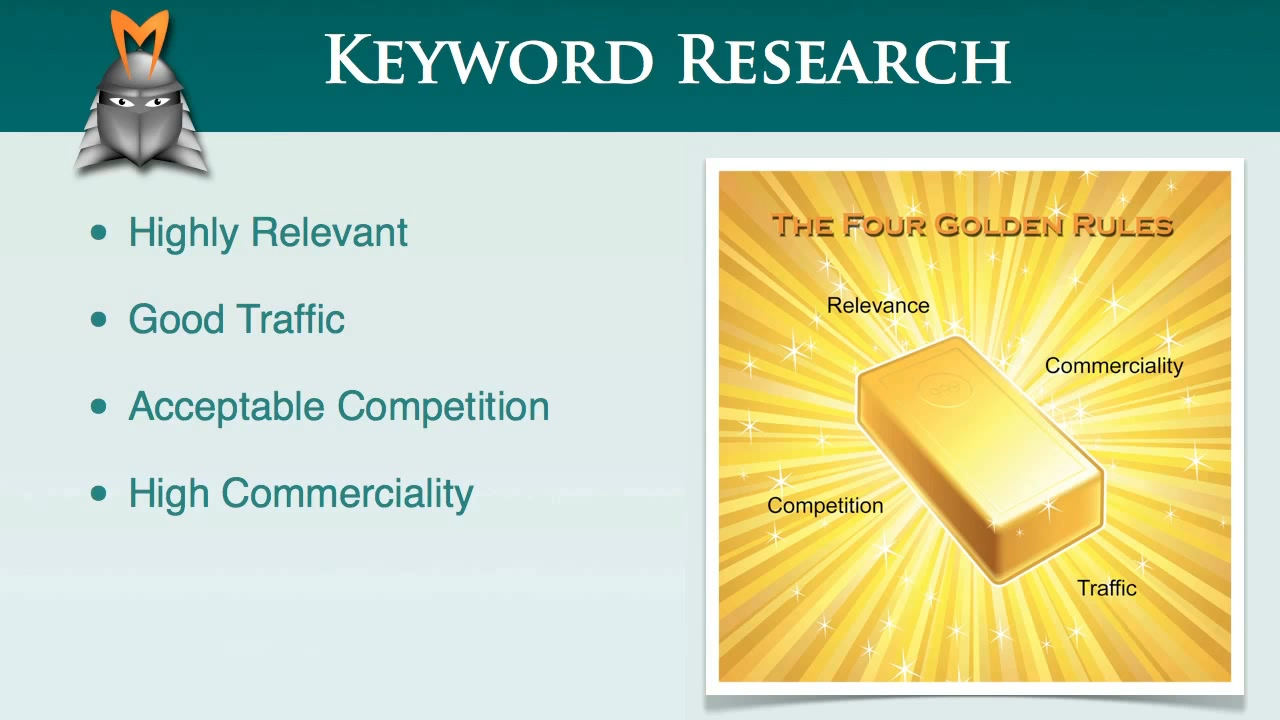 Keyword Research
• Highly Relevant
• Good Traffic
• Acceptable Competition
• High Commerciality
The Four Golden Rules
Relevance
Commerciality
Competition
Traffic